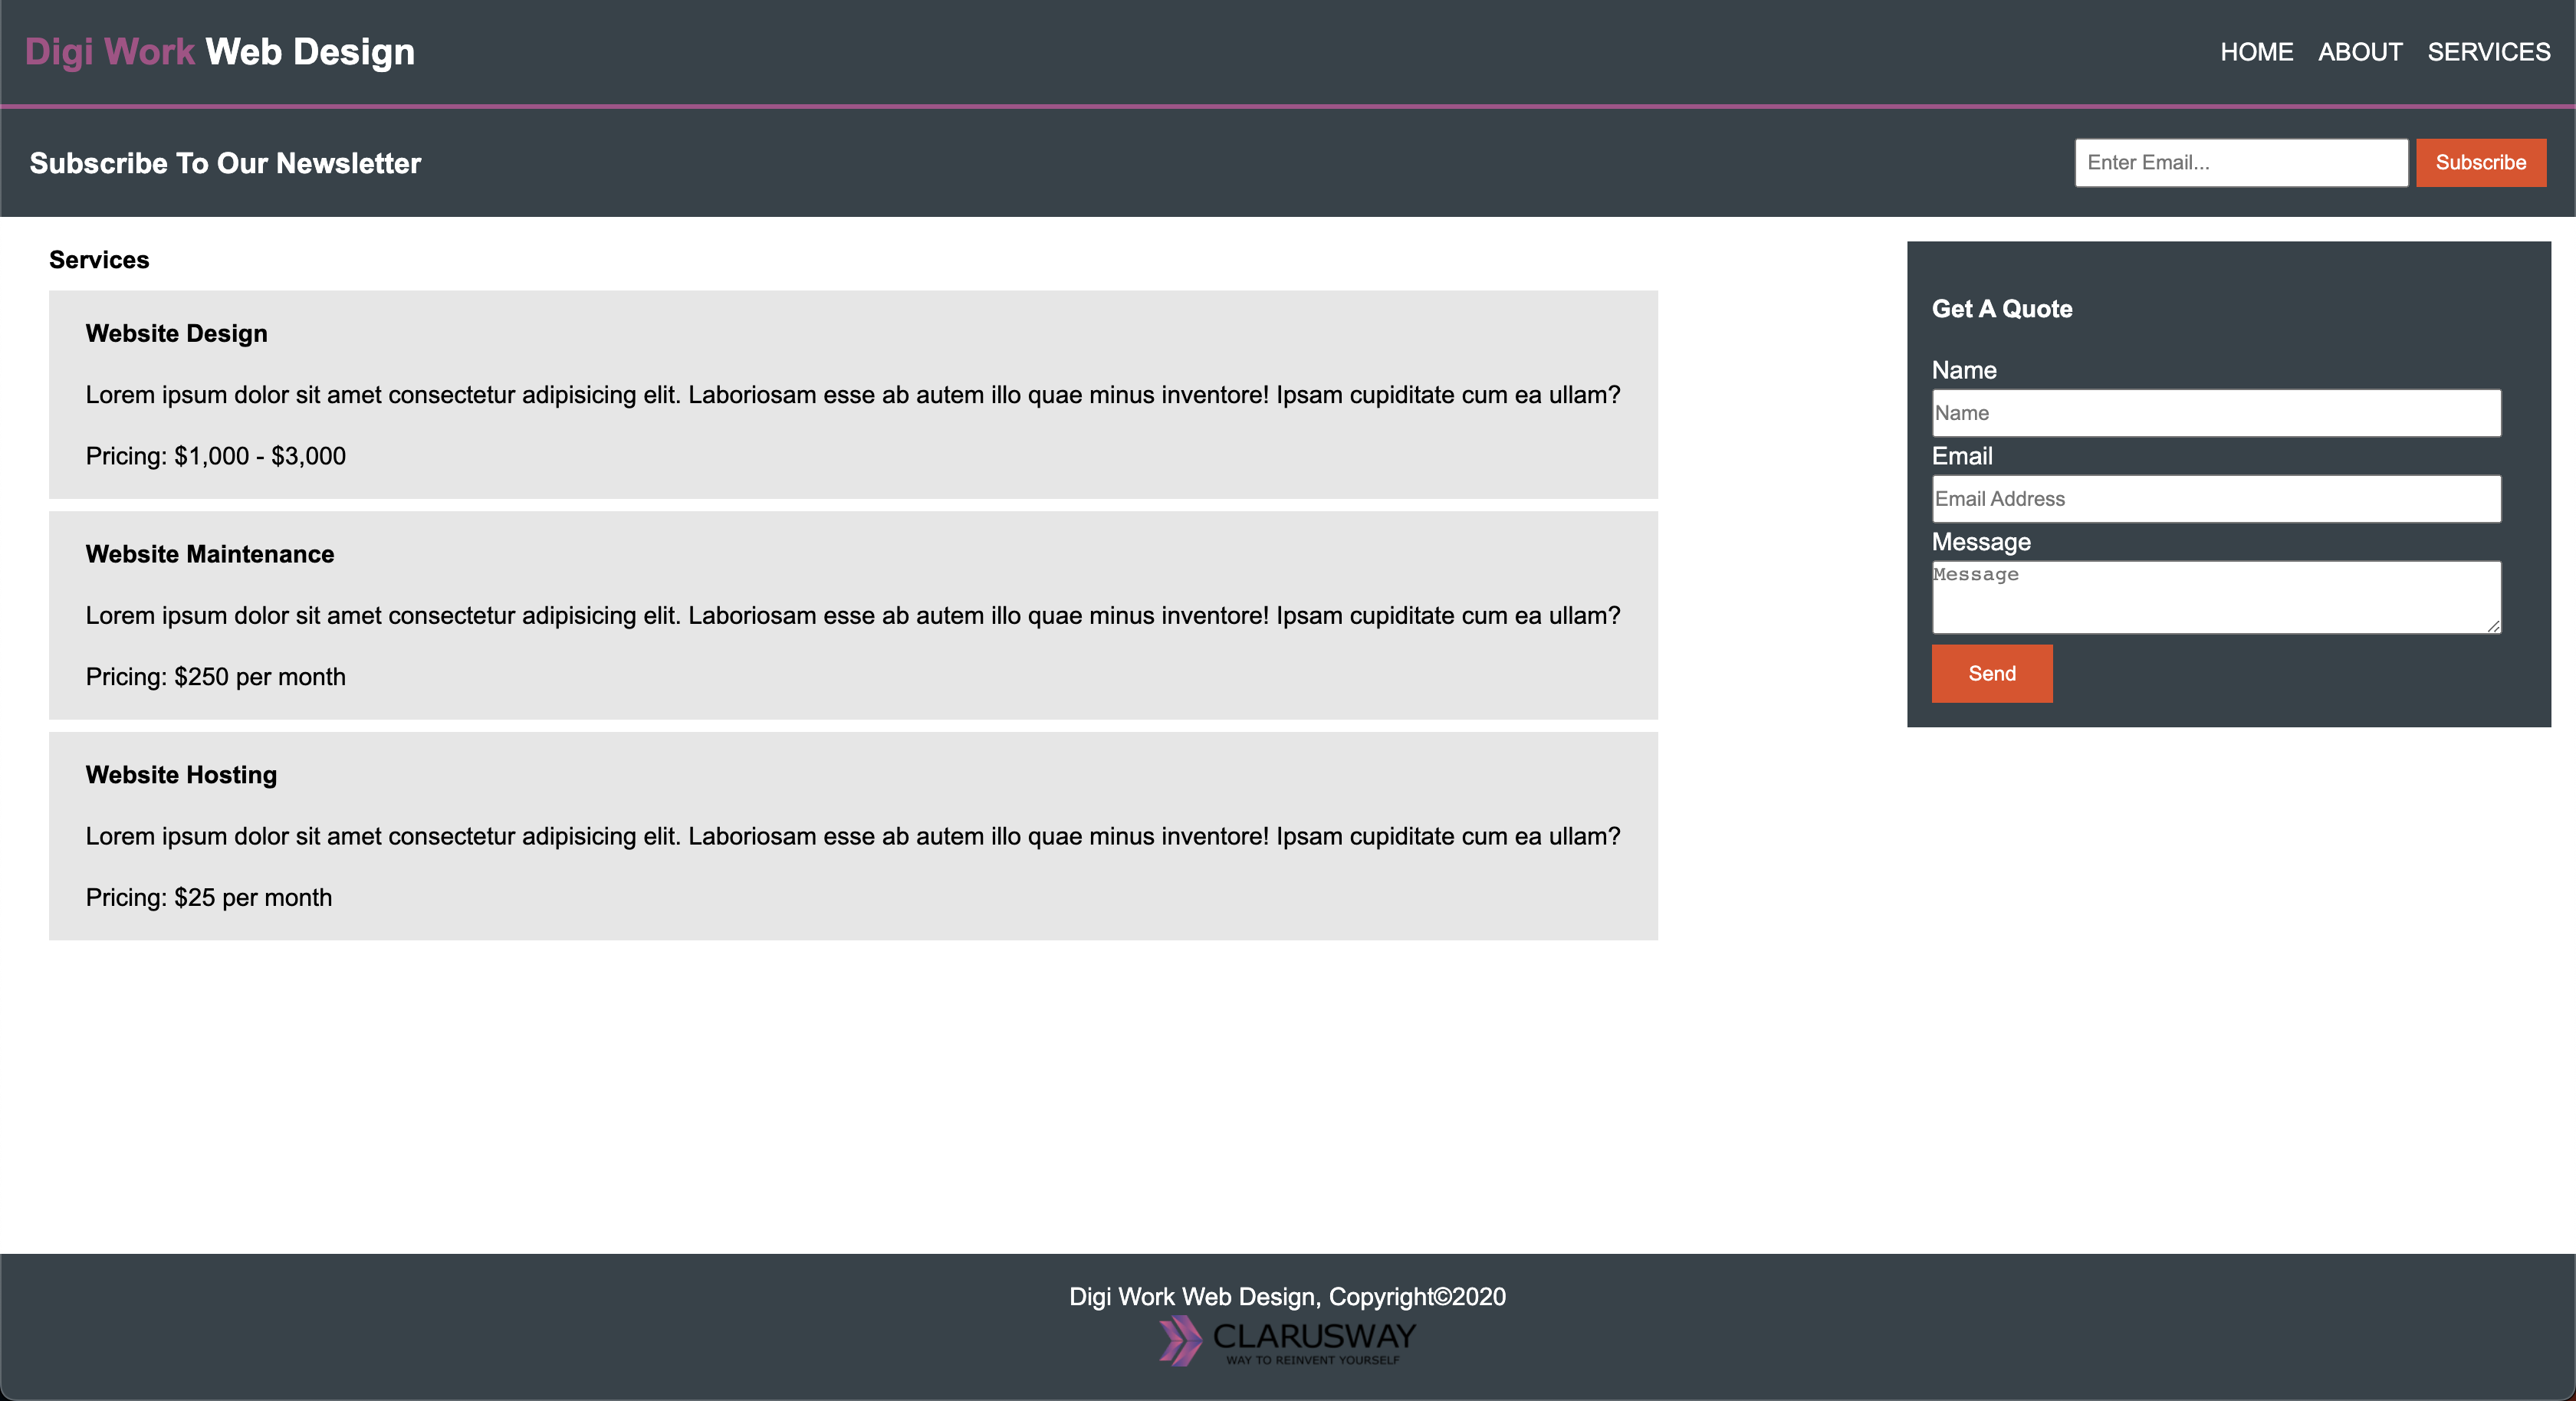 Digi Work Web Design
HOME ABOUT SERVICES
Subscribe To Our Newsletter
Enter Email...
Subscribe
Services
Website Design
Lorem ipsum dolor sit amet consectetur adipisicing elit. Laboriosam esse ab autem illo quae minus inventore! Ipsam cupiditate cum ea ullam?
Pricing: $1,000 - $3,000
Website Maintenance
Lorem ipsum dolor sit amet consectetur adipisicing elit. Laboriosam esse ab autem illo quae minus inventore! Ipsam cupiditate cum ea ullam?
Pricing: $250 per month
Website Hosting
Lorem ipsum dolor sit amet consectetur adipisicing elit. Laboriosam esse ab autem illo quae minus inventore! Ipsam cupiditate cum ea ullam?
Pricing: $25 per month
Get A Quote
Name
Name
Email
Email Address
Message
Message
Send
Digi Work Web Design, Copyright©2020
CLARUSWAY
WAY TO REINVENT YOURSELF